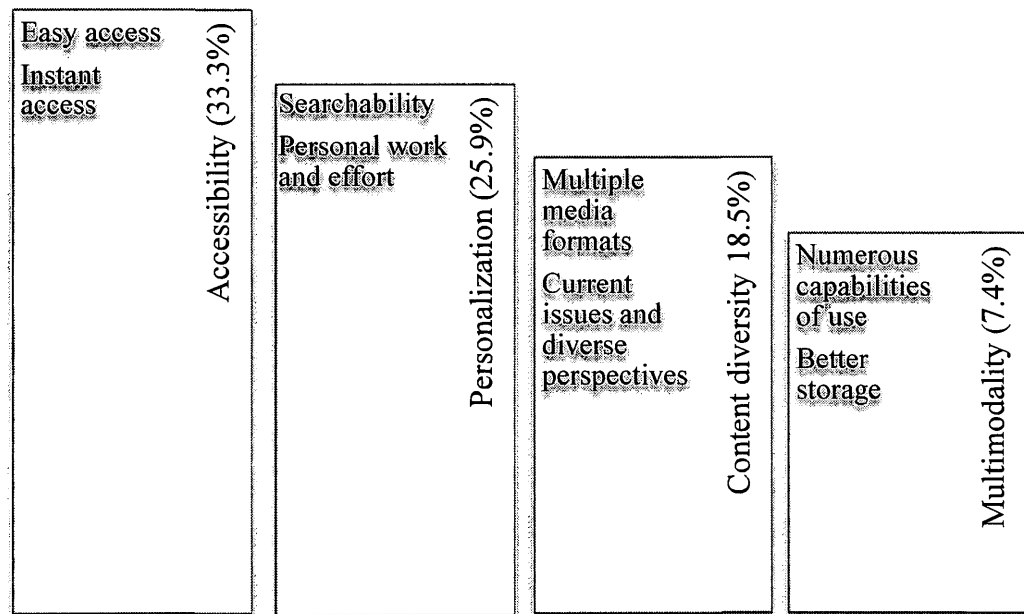 Easy access
Instant
access
Accessibility (33.3%)
Searchability
Personal work
and effort
Personalization (25.9%)
Multiple
media
formats
Current
issues and
diverse
perspectives
Content diversity 18.5%)
Numerous
capabilities
of use
Better
storage
Multimodality (7.4%)